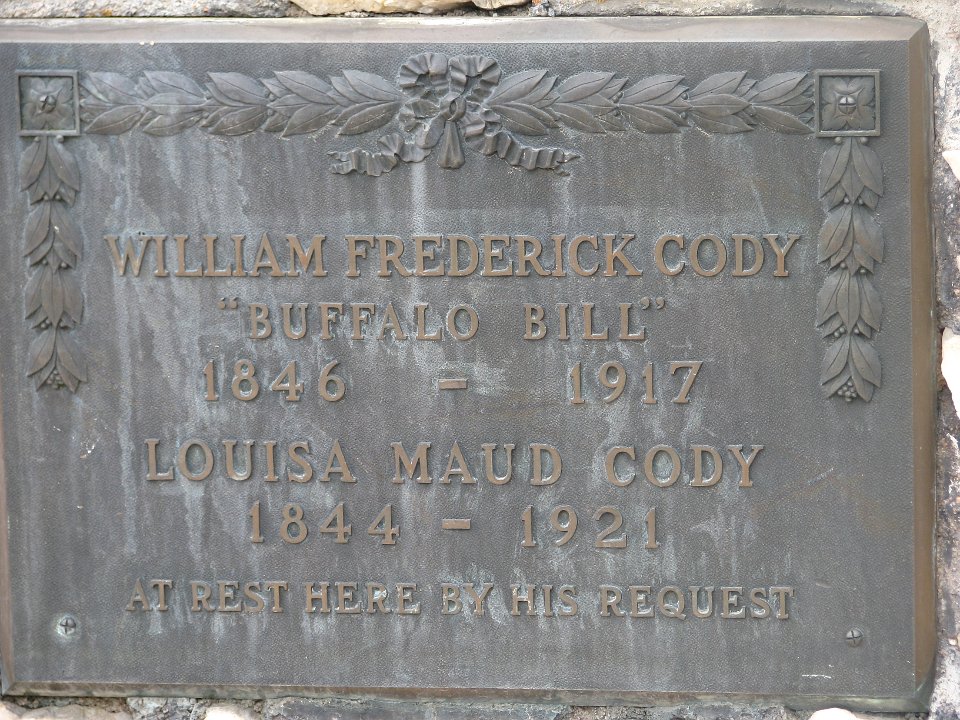 WILLIAM FREDERICK CODY
"BUFFALO BILL"
1846 - 1917
LOUISA MAUD CODY
1844 - 1921
AT REST HERE BY HIS REQUEST